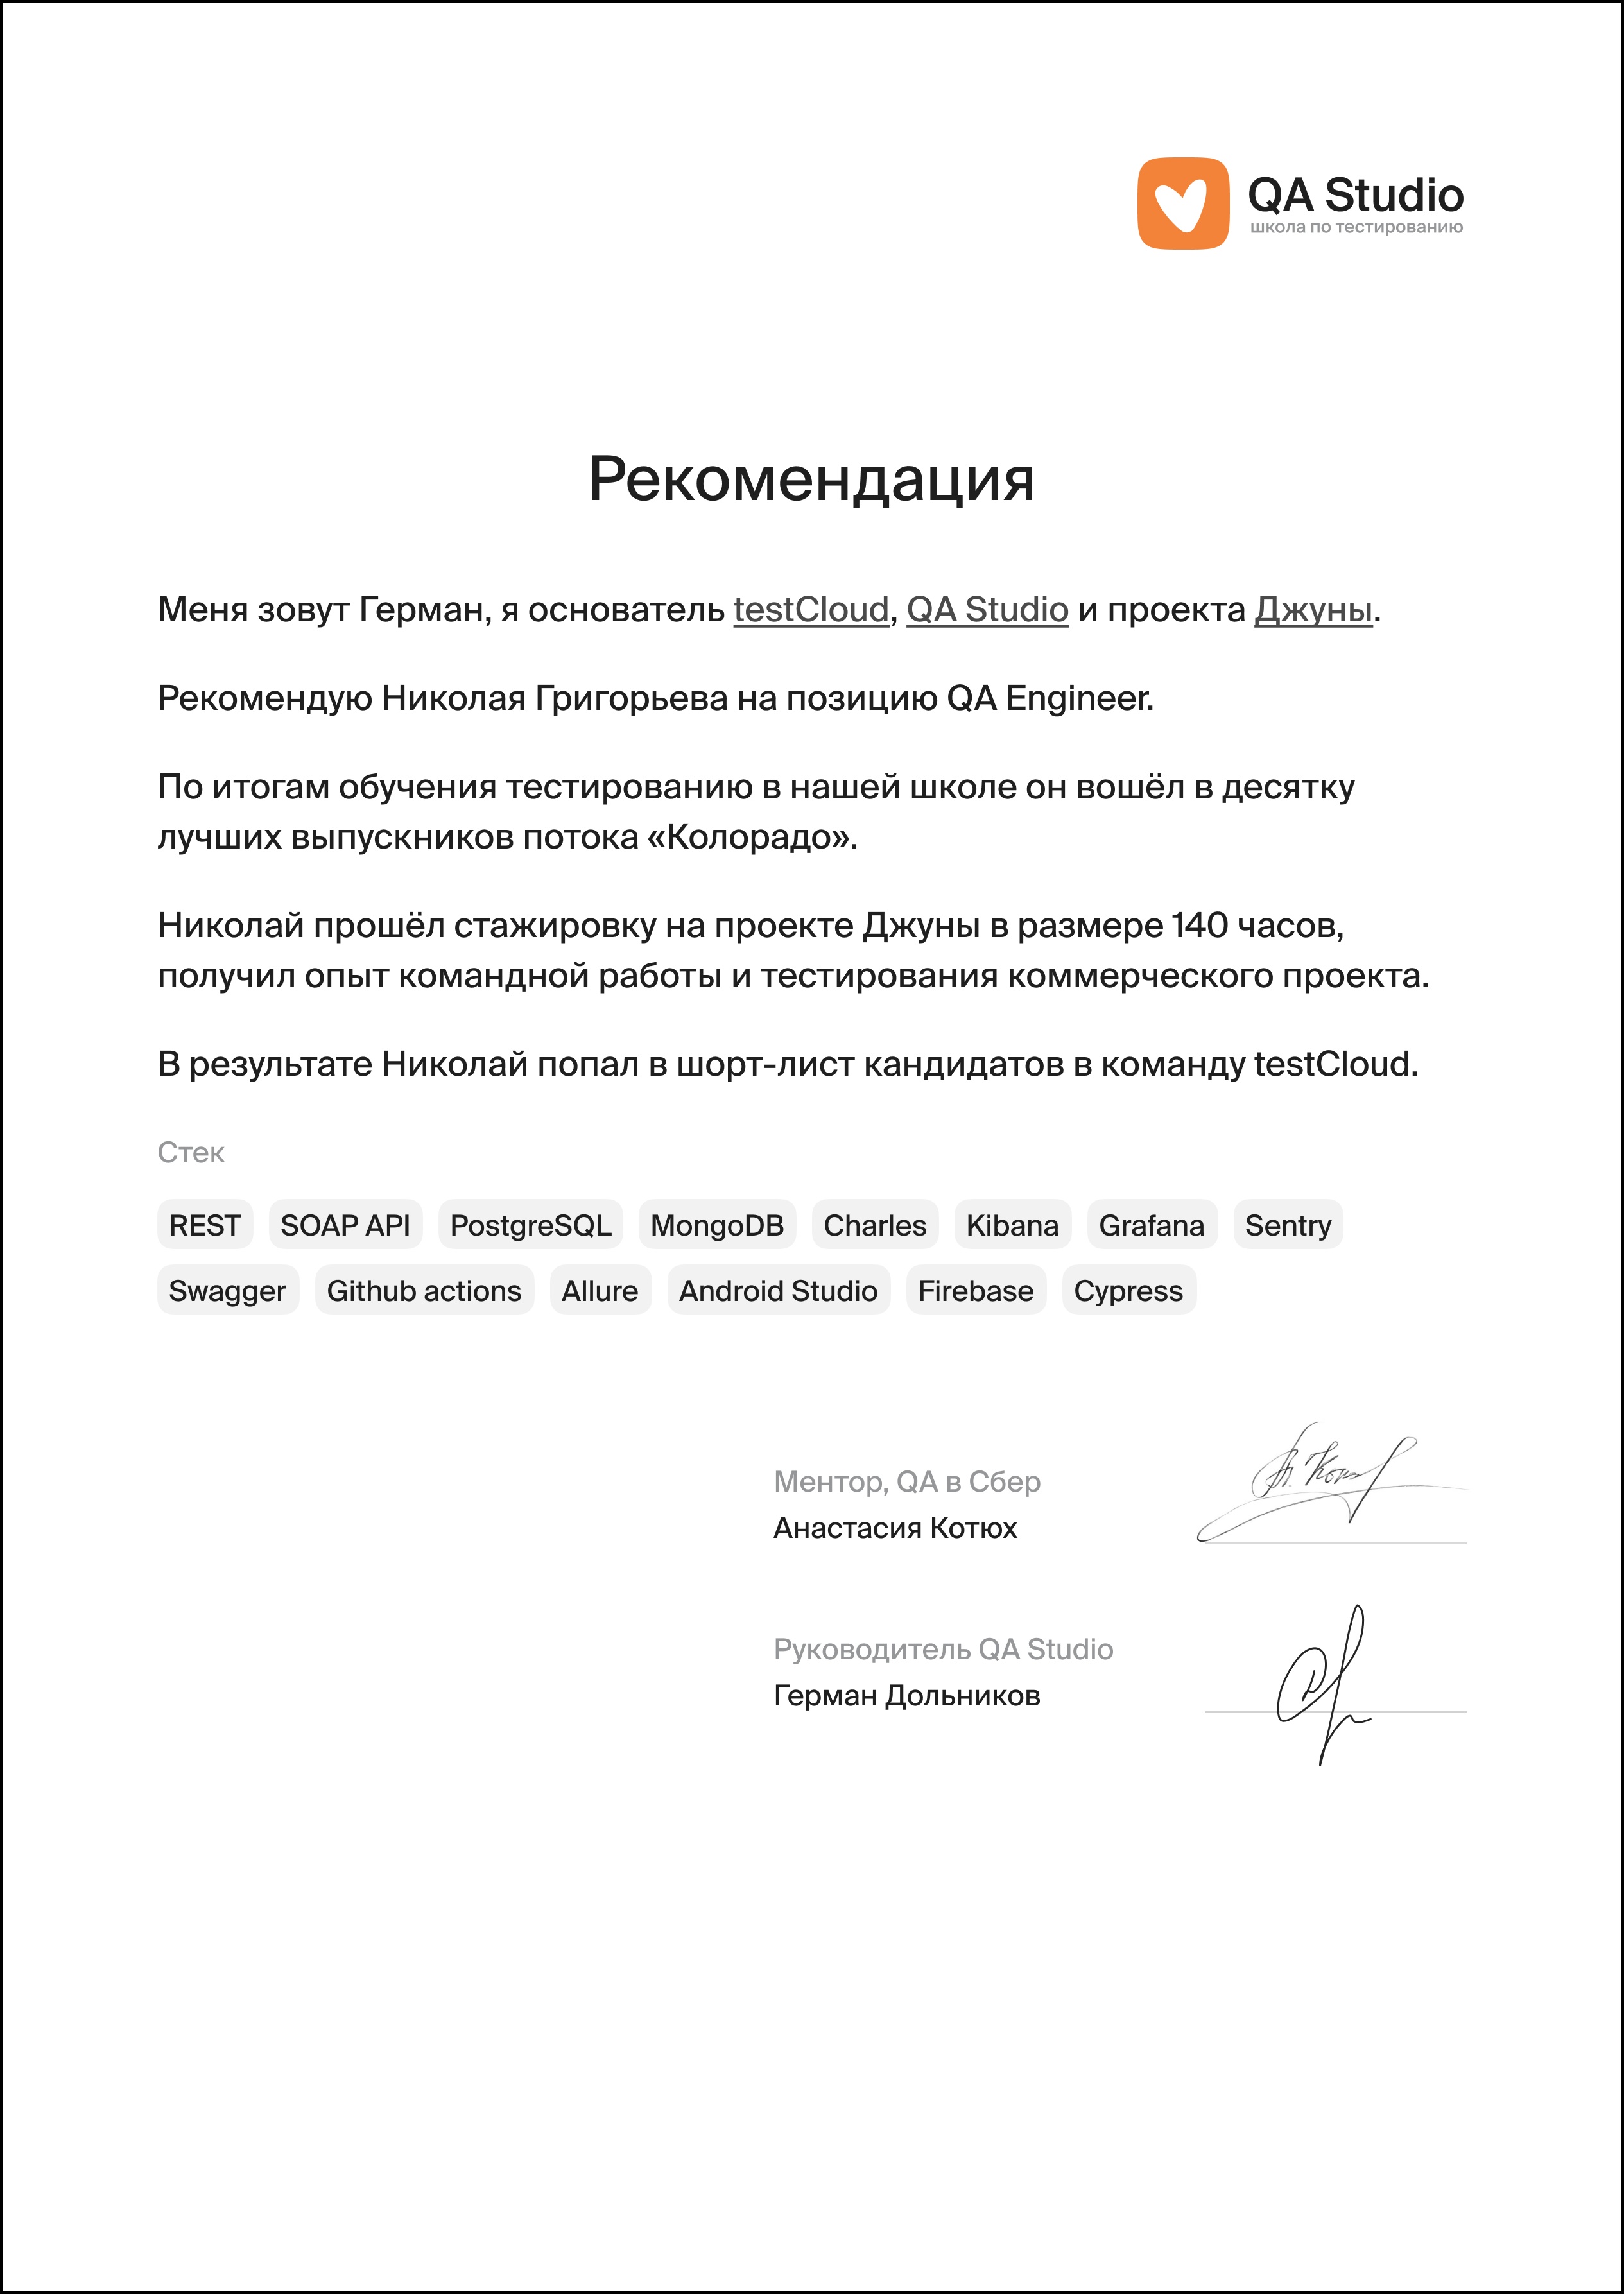 QA Studio
школа по тестированию
Рекомендация
Меня зовут Герман, я основатель testCloud, QA Studio и проекта Джуны.
Рекомендую Николая Григорьева на позицию QA Engineer.
По итогам обучения тестированию в нашей школе он вошёл в десятку
лучших выпускников потока «Колорадо».
Николай прошёл стажировку на проекте Джуны в размере 140 часов,
получил опыт командной работы и тестирования коммерческого проекта.
В результате Николай попал в шорт-лист кандидатов в команду testCloud.
Стек
REST SOAP API PostgreSQL MongoDB Charles Kibana Grafana Sentry
Swagger Github actions Allure Android Studio Firebase Cypress
Ментор, QA в Сбер
Анастасия Котюх
Руководитель QA Studio
Герман Дольников